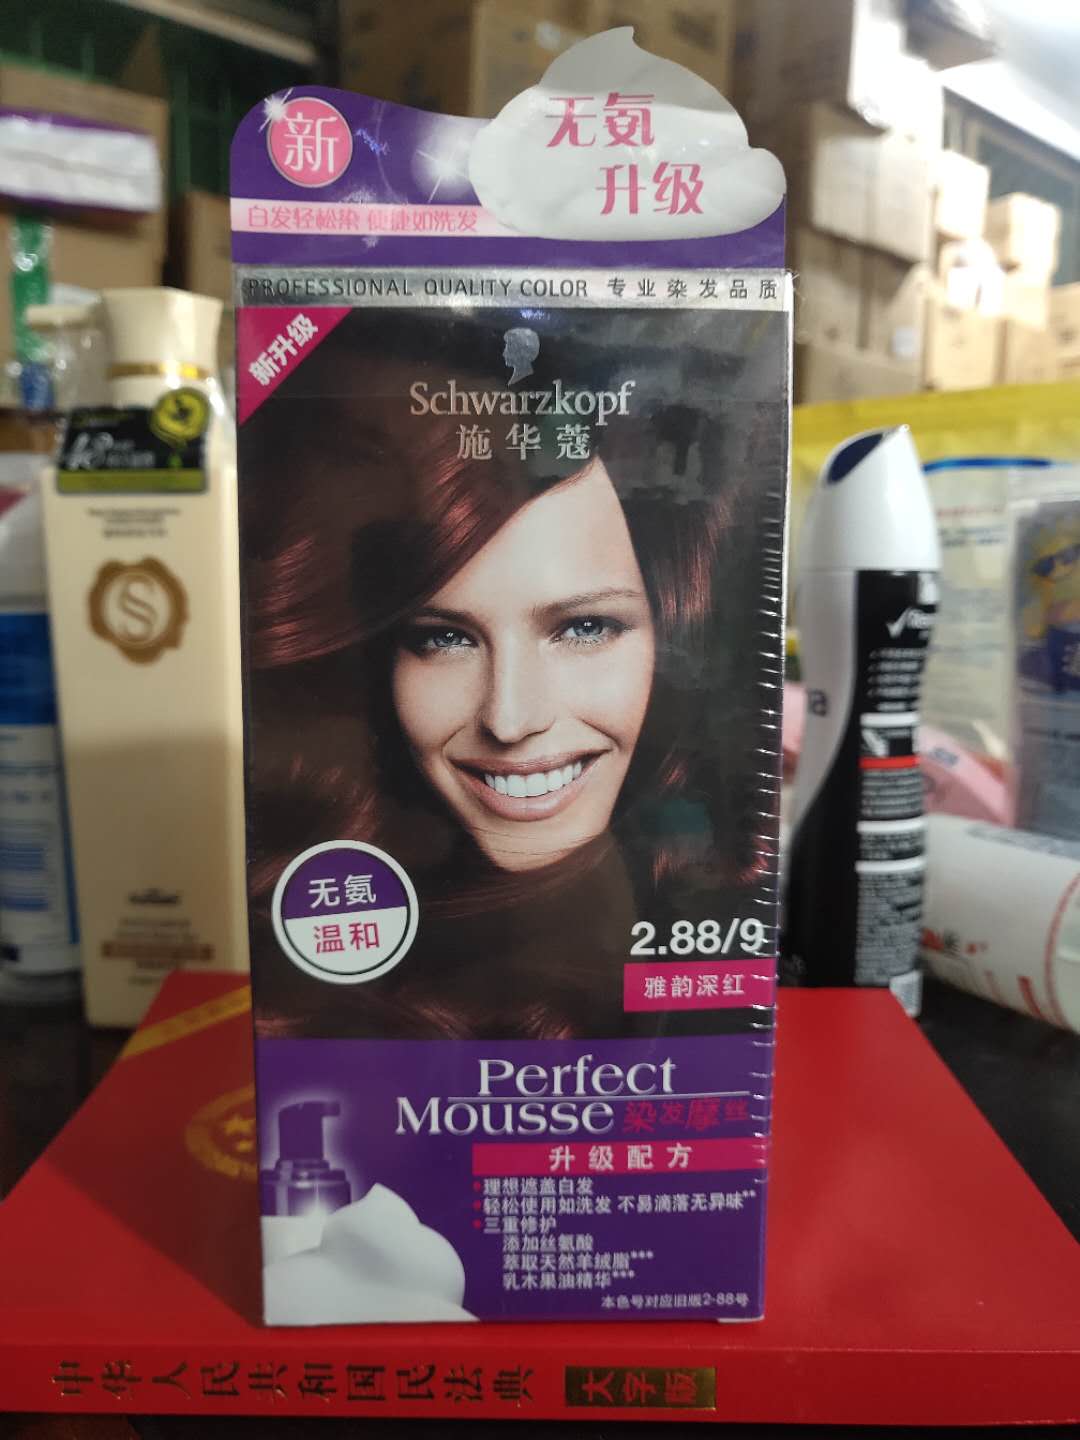 新
无氨
升级
白发轻松染 便捷如洗发
PROFESSIONAL QUALITY COLOR 专业染发品质
新升级
Schwarzkopf
施华蔻
无氨
温和
2.88/9
雅韵深红
Perfect
Mousse 染发摩丝
升级配方
理想遮盖白发
轻松使用如洗发 不易滴落无异味**
三重修护
添加丝氨酸
萃取天然羊绒脂***
乳木果油精华***
本色号对应旧版2-88号
中华人民共和国民法典 大字版